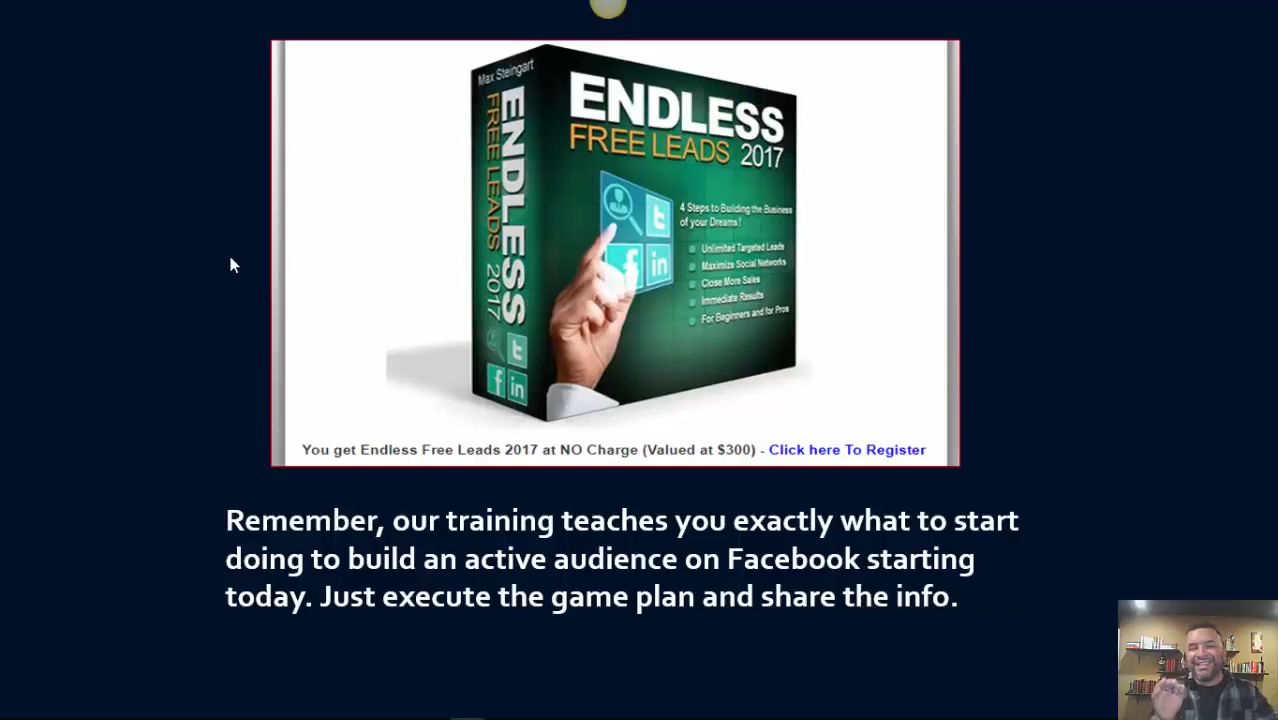 Max Steingart
ENDLESS
FREE LEADS 2017
ENDLESS
FREE LEADS 2017
4 Steps to Building the Business
of your Dreams!
Unlimited Targeted Leads
Maximize Social Networks
Close More Sales
Immediate Results
For Beginners and for Pros
t
f in
t
f in
You get Endless Free Leads 2017 at NO Charge (Valued at $300) - Click here To Register
Remember, our training teaches you exactly what to start
doing to build an active audience on Facebook starting
today. Just execute the game plan and share the info.